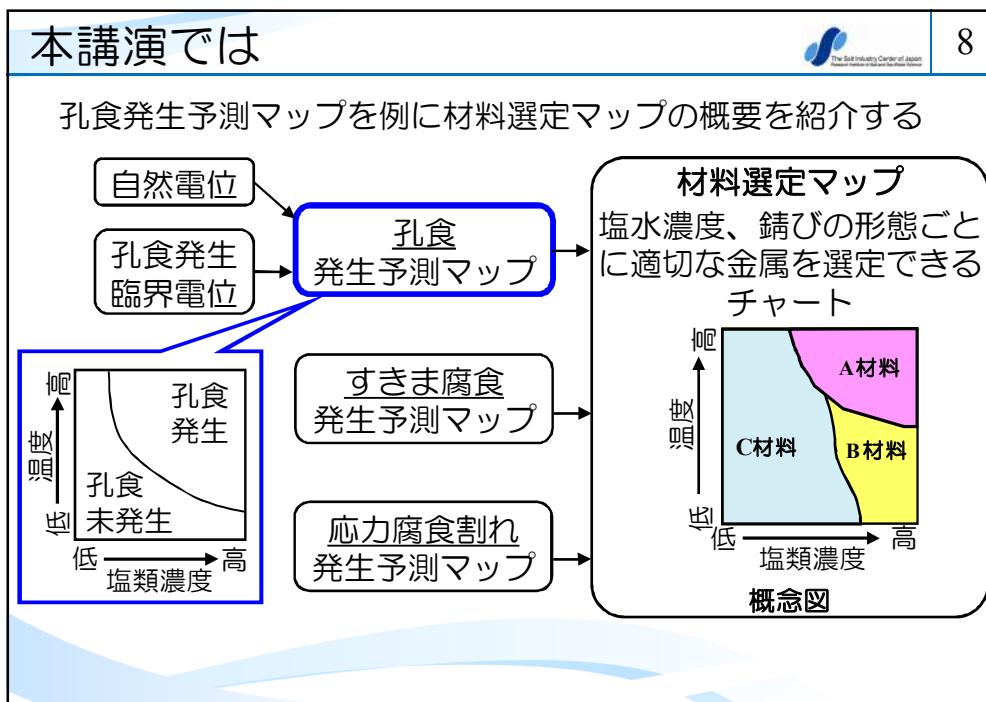 本講演では
The Salt Industry Center of Japan
8
孔食発生予測マップを例に材料選定マップの概要を紹介する
自然電位
孔食発生
臨界電位
孔食
発生予測マップ
すきま腐食
発生予測マップ
応力腐食割れ
発生予測マップ
高
温度
低
孔食
発生
孔食
未発生
低
高
塩類濃度
材料選定マップ
塩水濃度、錆びの形態ごと
に適切な金属を選定できる
チャート
高
温度
低
A材料
B材料
C材料
低
高
塩類濃度
概念図